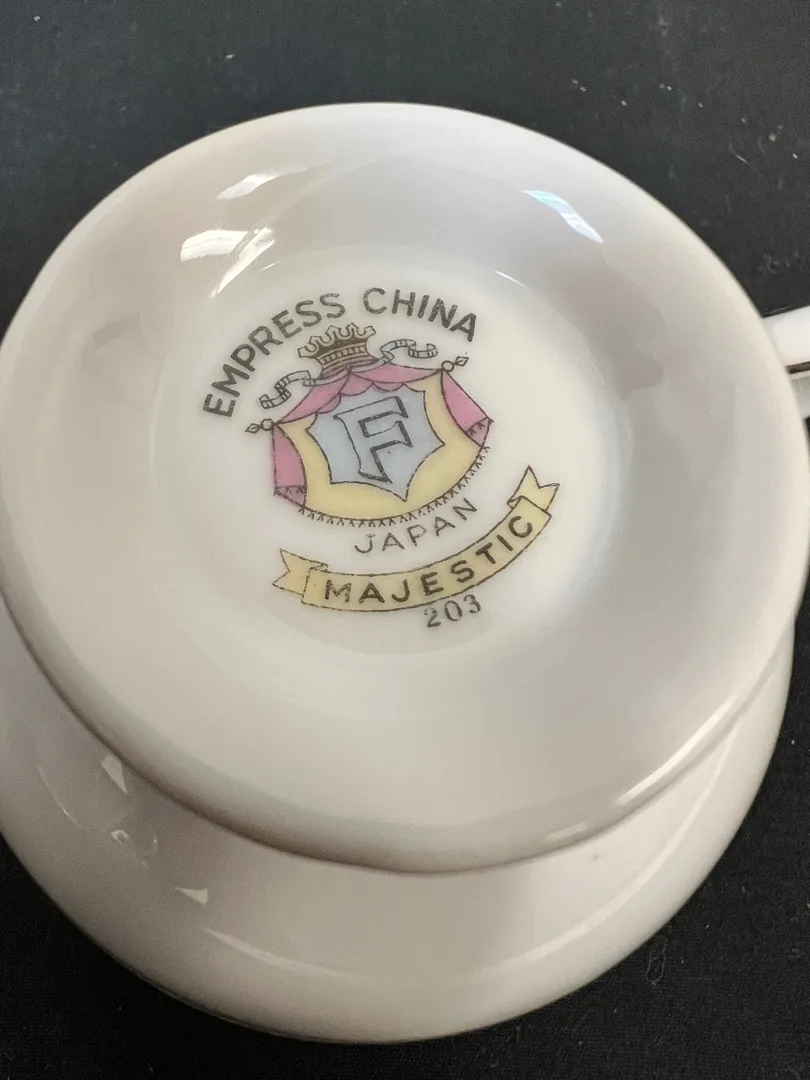 EMPRESS CHINA
F
JAPAN
MAJESTIC
203